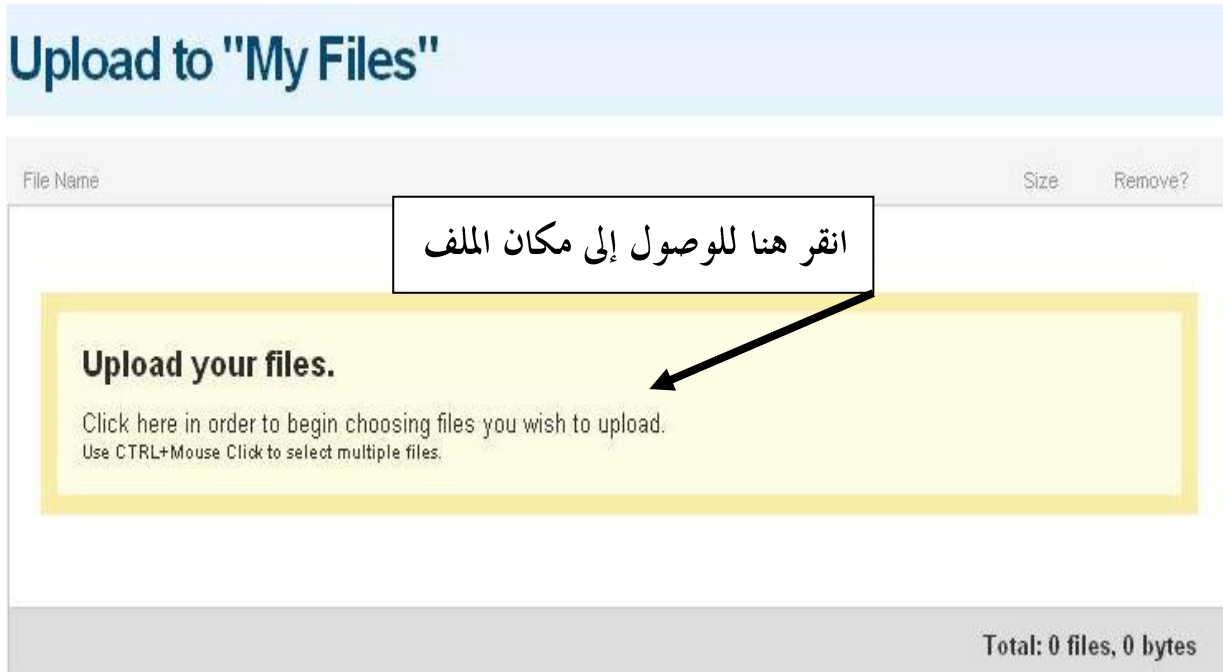 Upload to "My Files"
File Name Size Remove?
انقر هنا للوصول إلى مكان الملف
Upload your files.
Click here in order to begin choosing files you wish to upload.
Use CTRL+Mouse Click to select multiple files.
Total: 0 files, 0 bytes